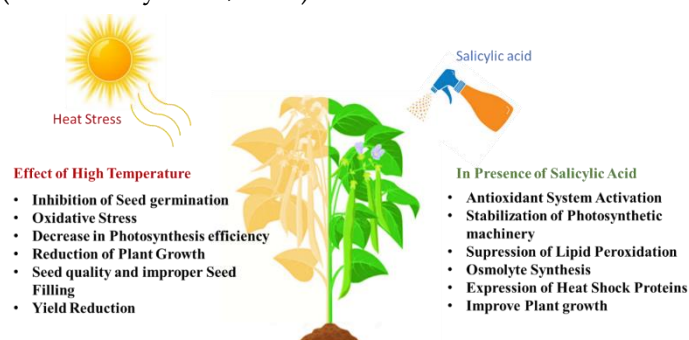 Salicylic acid
Heat Stress
Effect of High Temperature
• Inhibition of Seed germination
• Oxidative Stress
• Decrease in Photosynthesis efficiency
• Reduction of Plant Growth
• Seed quality and improper Seed
Filling
• Yield Reduction
In Presence of Salicylic Acid
• Antioxidant System Activation
• Stabilization of Photosynthetic
machinery
• Supression of Lipid Peroxidation
• Osmolyte Synthesis
• Expression of Heat Shock Proteins
• Improve Plant growth